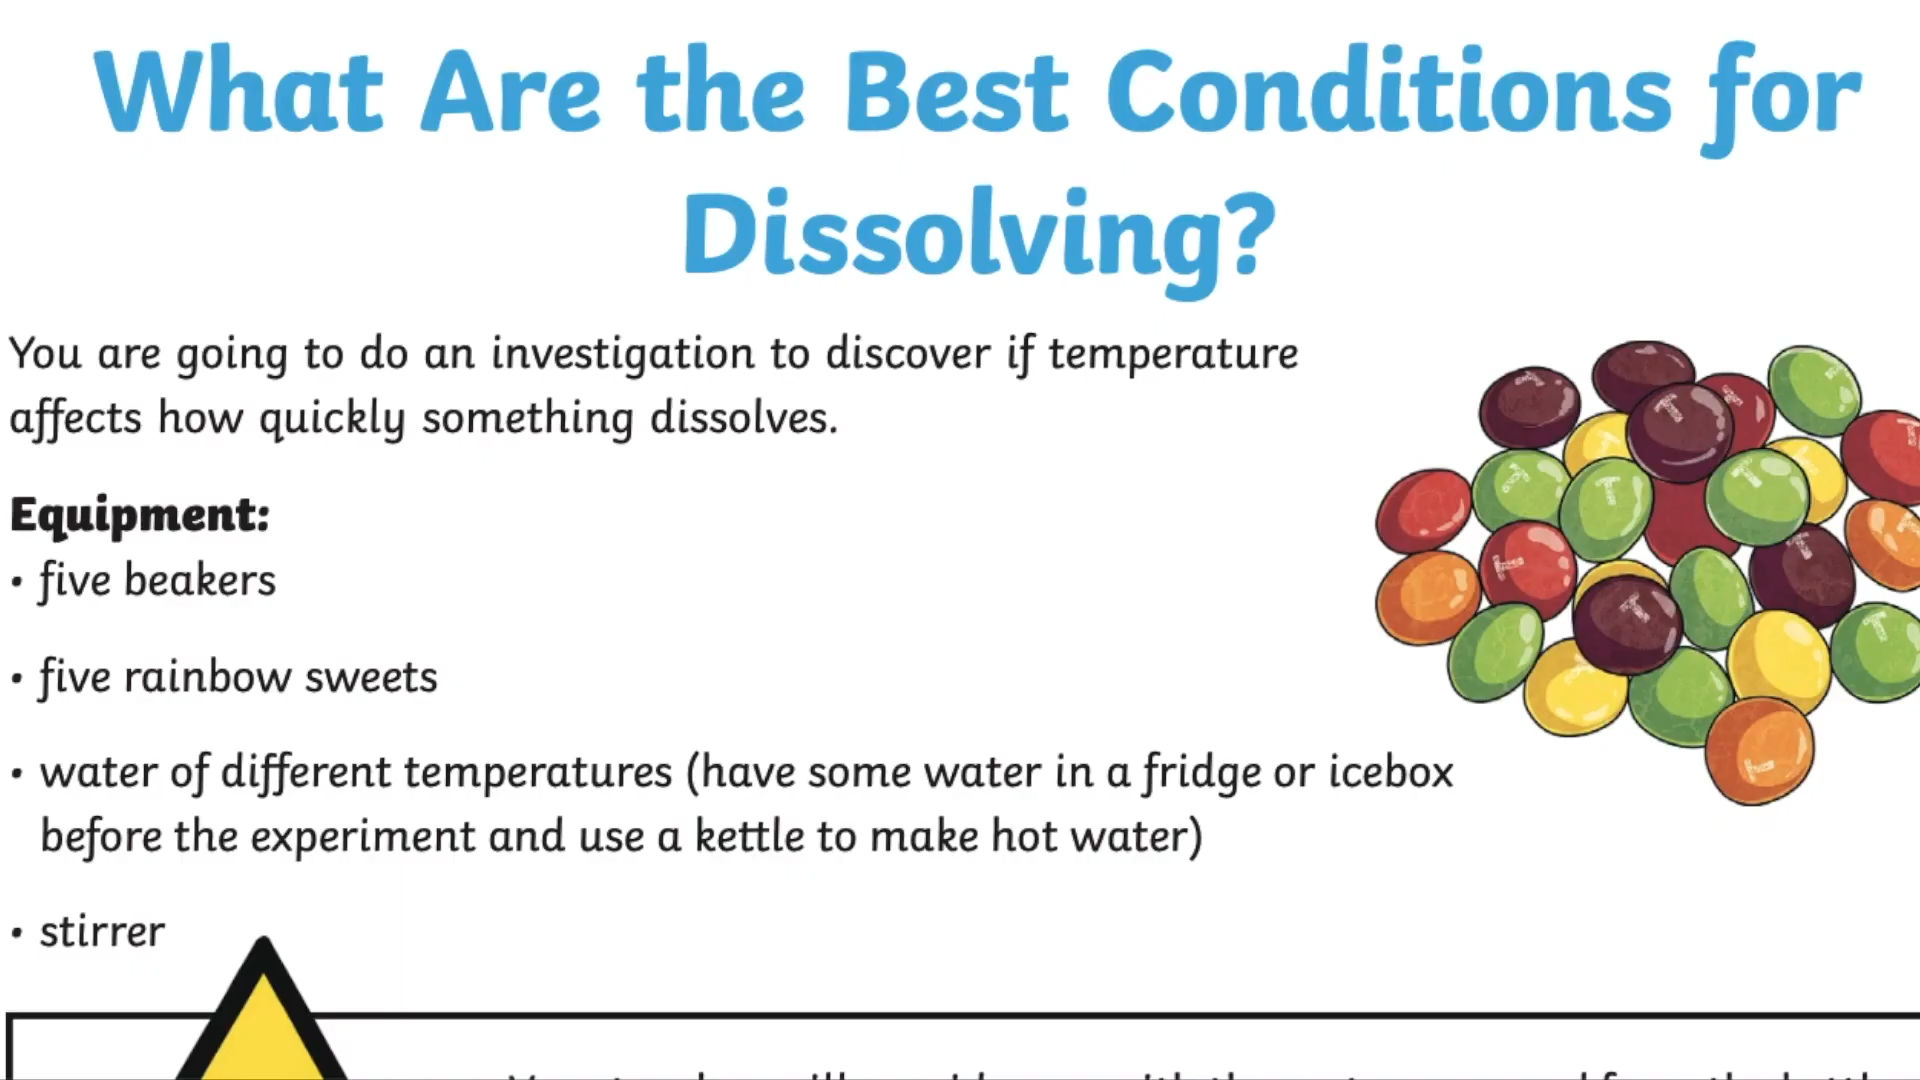 What Are the Best Conditions for
Dissolving?
You are going to do an investigation to discover if temperature
affects how quickly something dissolves.
Equipment:
• five beakers
• five rainbow sweets
• water of different temperatures (have some water in a fridge or icebox
before the experiment and use a kettle to make hot water)
• stirrer